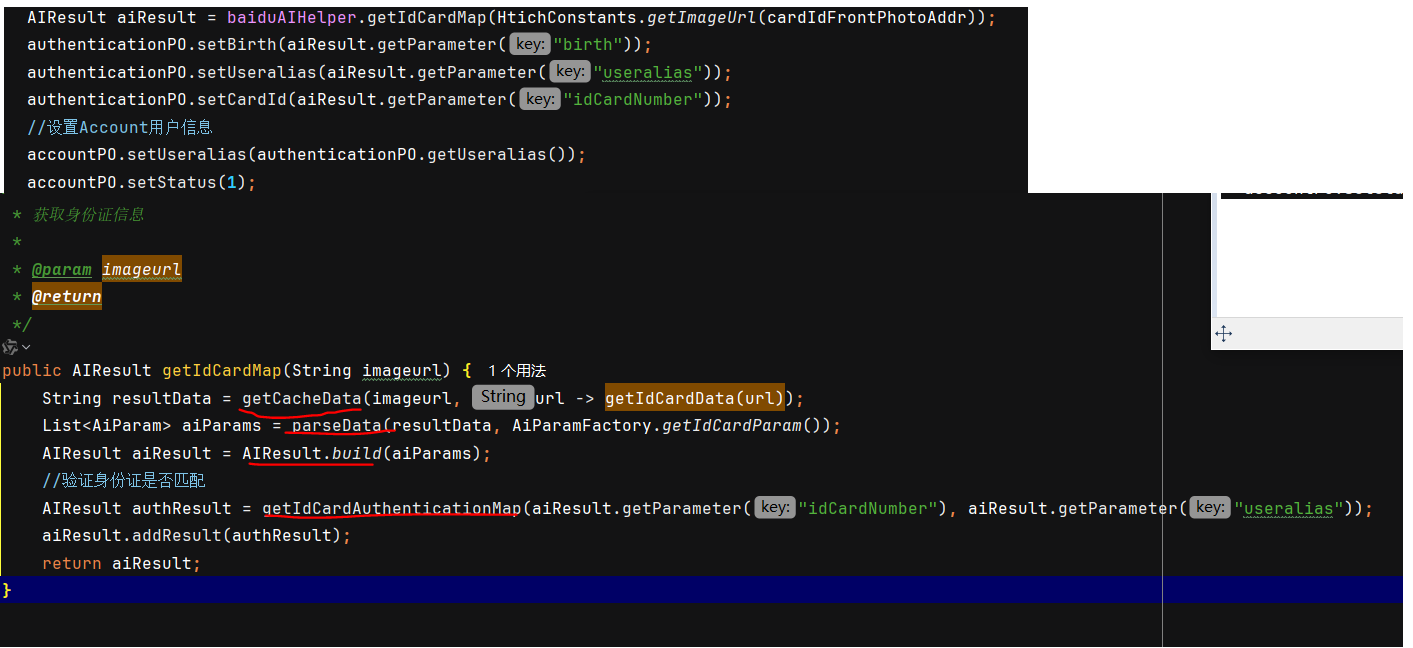 AIResult aiResult = baiduAIHelper.getIdCardMap(HtichConstants.getImageUrl(cardIdFrontPhotoAddr));
authenticationPO.setBirth(aiResult.getParameter( key: "birth"));
authenticationPO.setUseralias(aiResult.getParameter( key: "useralias"));
authenticationPO.setCardId(aiResult.getParameter( key: "idCardNumber"));
//设置Account用户信息
accountPO.setUseralias(authenticationPO.getUseralias());
accountPO.setStatus(1);
* 获取身份证信息
*
* @param imageurl
* @return
*/
public AIResult getIdCardMap(String imageurl) { 1个用法
String resultData = getCacheData(imageurl, String url -> getIdCardData(url));
List<AiParam> aiParams = parseData(resultData, AiParamFactory.getIdCardParam());
AIResult aiResult = AIResult.build(aiParams);
//验证身份证是否匹配
AIResult authResult = getIdCardAuthenticationMap(aiResult.getParameter( key: "idCardNumber"), aiResult.getParameter( key: "useralias"));
aiResult.addResult(authResult);
return aiResult;
}